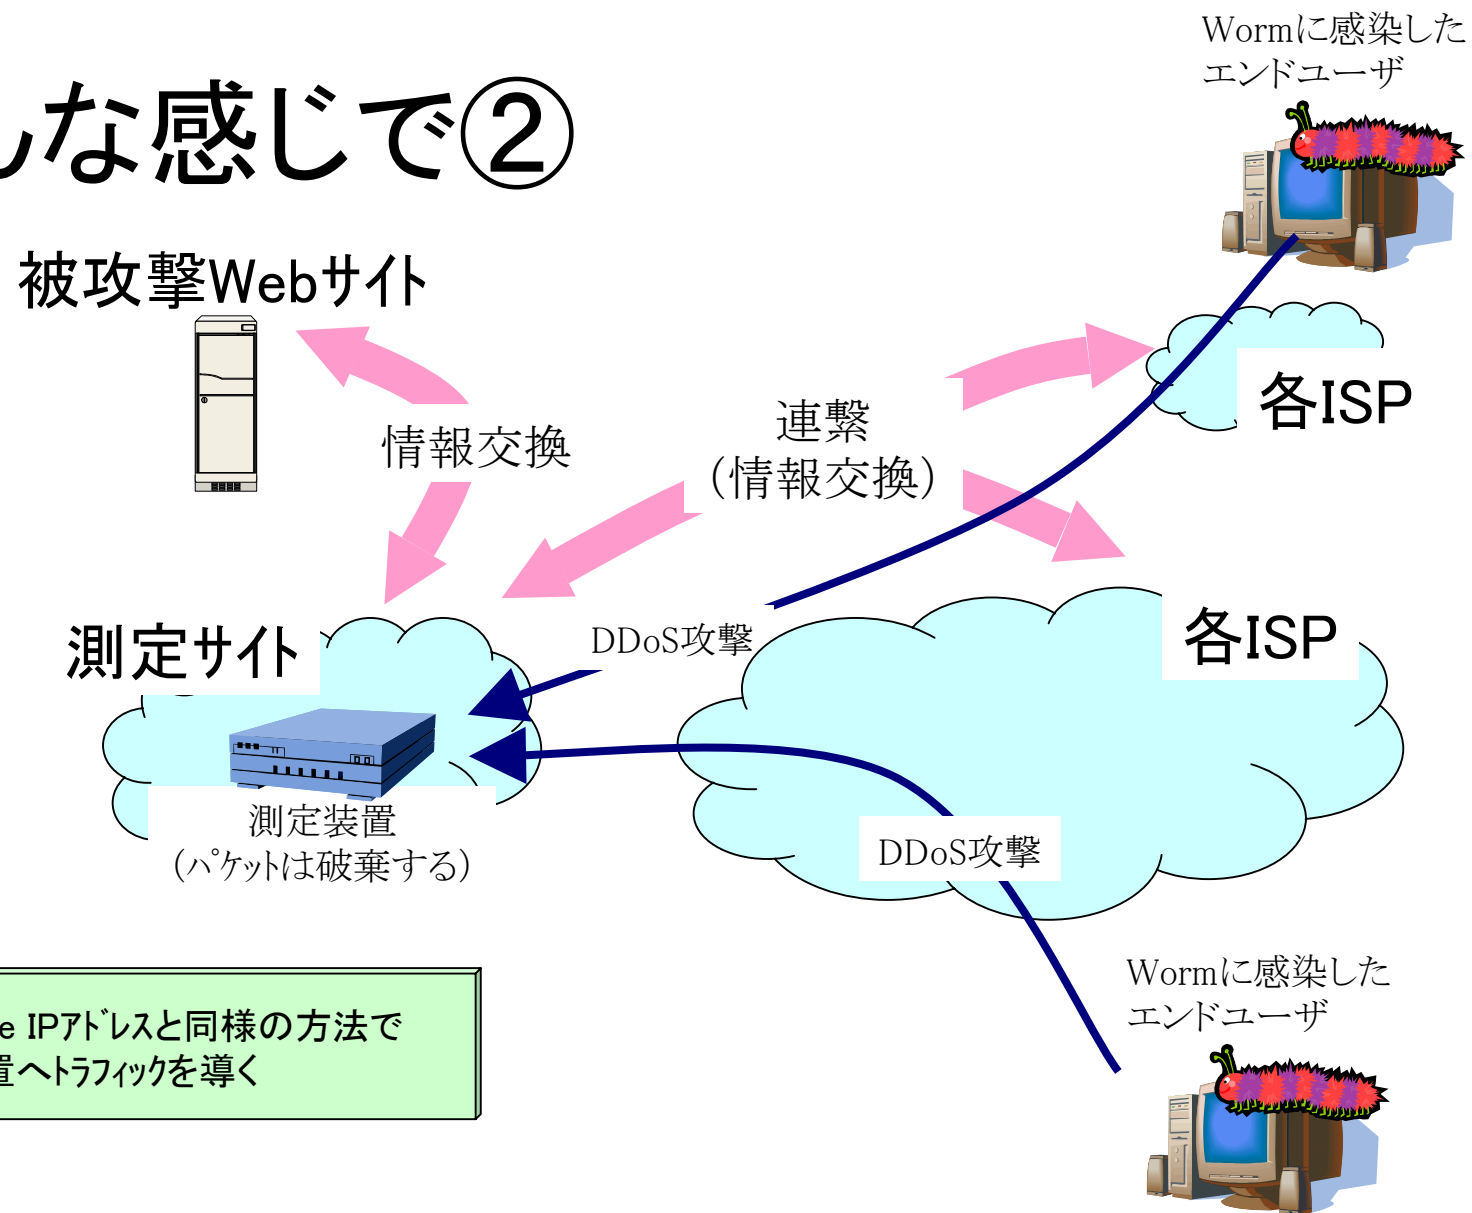 んな感じで②
Wormに感染した
エンドユーザ
被攻撃Webサイト
各ISP
連繋
（情報交換）
情報交換
各ISP
DDoS攻撃
測定サイト
測定装置
（ﾊﾟｹｯﾄは破棄する）
DDoS攻撃
Wormに感染した
エンドユーザ
e IPｱﾄﾞﾚｽと同様の方法で
置へﾄﾗﾌｨｯｸを導く